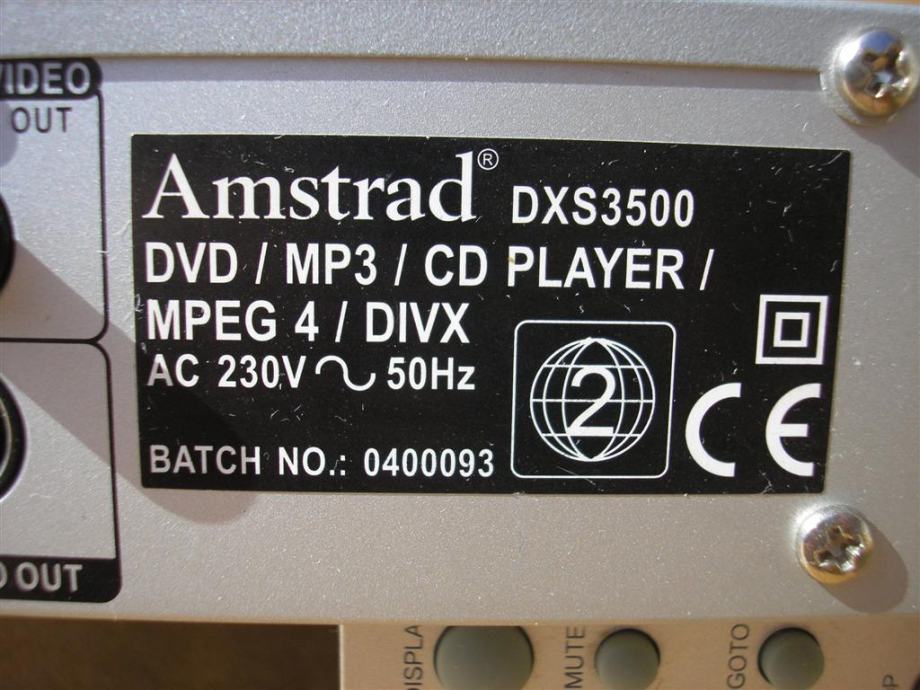 VIDEO
OUT
Amstrad® DXS3500
DVD / MP3 / CD PLAYER /
MPEG 4 / DIVX
AC 230V ~ 50Hz
2
CE
BATCH NO.: 0400093
OUT
MUTE
GOTO